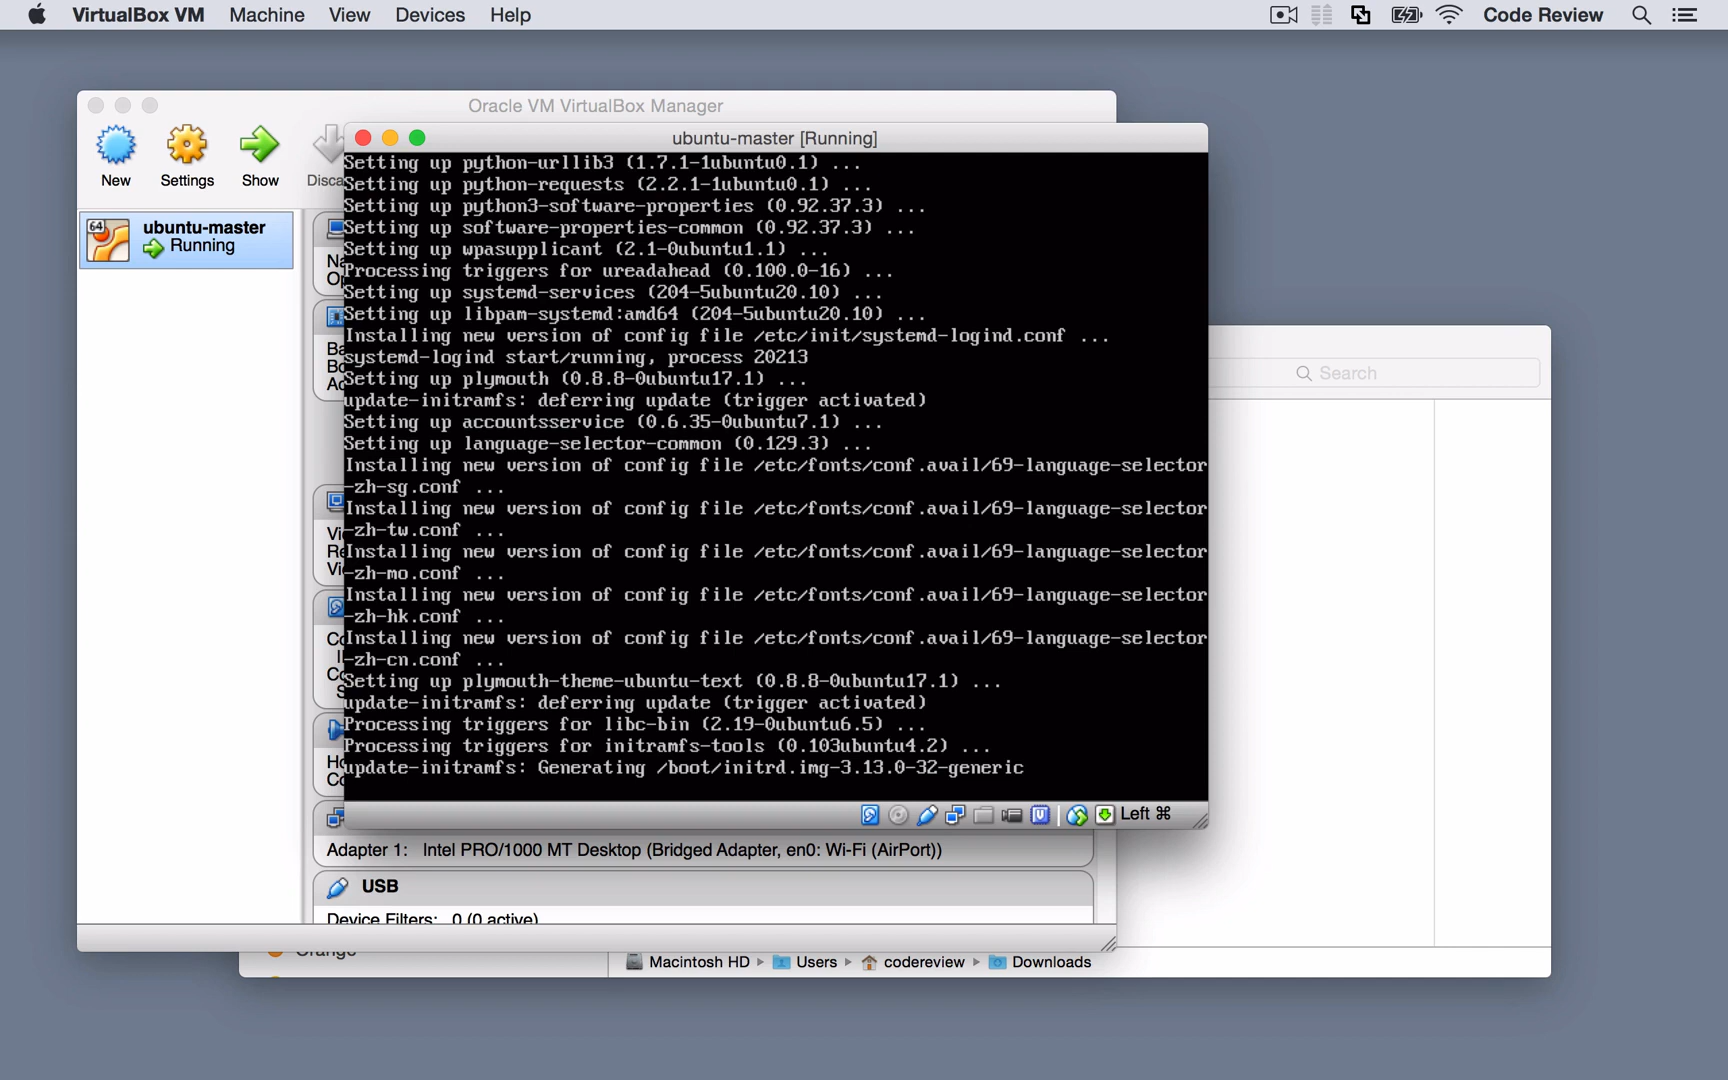 VirtualBox VM Machine View Devices Help Code Review
Oracle VM VirtualBox Manager
New Settings Show Disca
64 ubuntu-master
Running
ubuntu-master [Running]
Setting up python-urllib3 (1.7.1-1ubuntu0.1) ...
Setting up python-requests (2.2.1-1ubuntu0.1) ...
Setting up python3-software-properties (0.92.37.3) ...
Setting up software-properties-common (0.92.37.3) ...
Setting up wpasupplicant (2.1-0ubuntu1.1) ...
Processing triggers for ureadahead (0.100.0-16) ...
Setting up systemd-services (204-5ubuntu20.10) ...
Setting up libpam-systemd:amd64 (204-5ubuntu20.10) ...
Installing new version of config file /etc/init/systemd-logind.conf ...
systemd-logind start/running, process 20213
Setting up plymouth (0.8.8-0ubuntu17.1) ...
update-initramfs: deferring update (trigger activated)
Setting up accountsservice (0.6.35-0ubuntu7.1) ...
Setting up language-selector-common (0.129.3) ...
Installing new version of config file /etc/fonts/conf.avail/69-language-selector
-zh-sg.conf ...
Installing new version of config file /etc/fonts/conf.avail/69-language-selector
-zh-tw.conf ...
Installing new version of config file /etc/fonts/conf.avail/69-language-selector
-zh-mo.conf ...
Installing new version of config file /etc/fonts/conf.avail/69-language-selector
-zh-hk.conf ...
Installing new version of config file /etc/fonts/conf.avail/69-language-selector
-zh-cn.conf ...
Setting up plymouth-theme-ubuntu-text (0.8.8-0ubuntu17.1) ...
update-initramfs: deferring update (trigger activated)
Processing triggers for libc-bin (2.19-0ubuntu6.5) ...
Processing triggers for initramfs-tools (0.103ubuntu4.2) ...
update-initramfs: Generating /boot/initrd.img-3.13.0-32-generic
Left ⌘
Search
Adapter 1: Intel PRO/1000 MT Desktop (Bridged Adapter, en0: Wi-Fi (AirPort))
USB
Device Filters: 0 (0 active)
Orange
Macintosh HD ▸ Users ▸ codereview ▸ Downloads